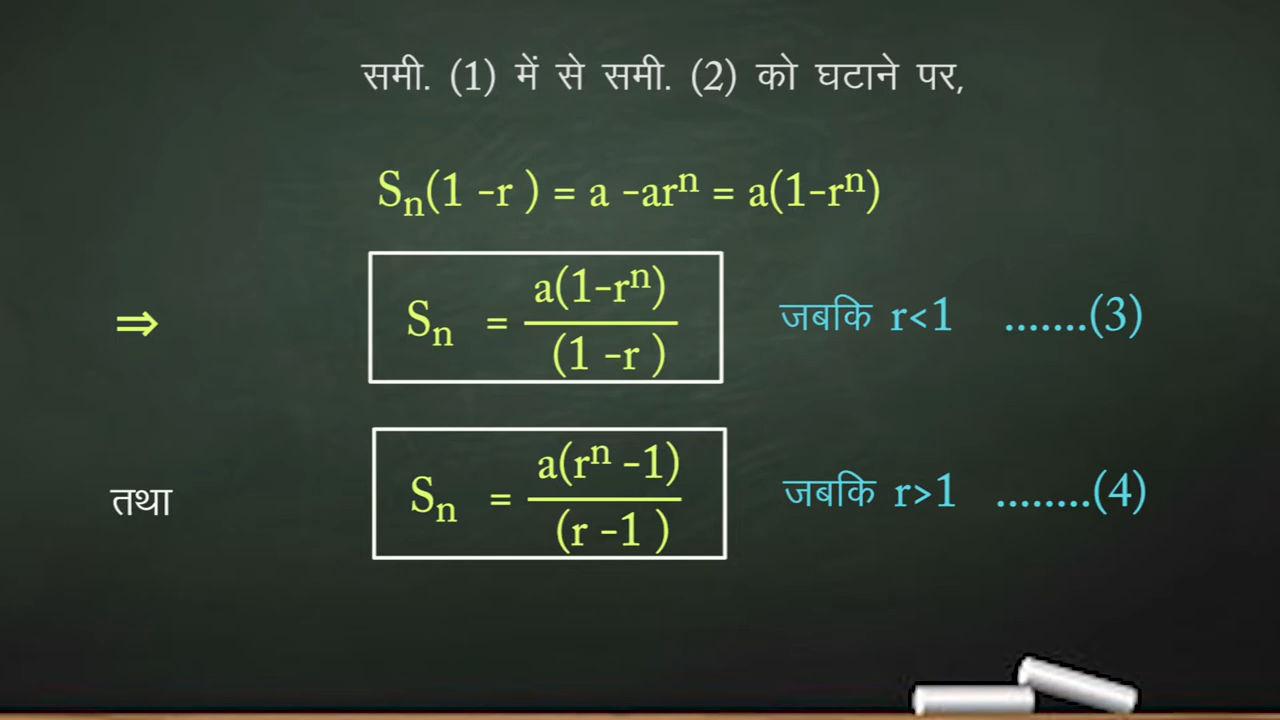 समी. (1) में से समी. (2) को घटाने पर,
Sₙ(1 -r ) = a -arⁿ = a(1-rⁿ)
⇒ Sₙ = a(1-rⁿ)/(1 -r ) जबकि r<1 .......(3)
तथा Sₙ = a(rⁿ -1)/(r -1 ) जबकि r>1 ........(4)